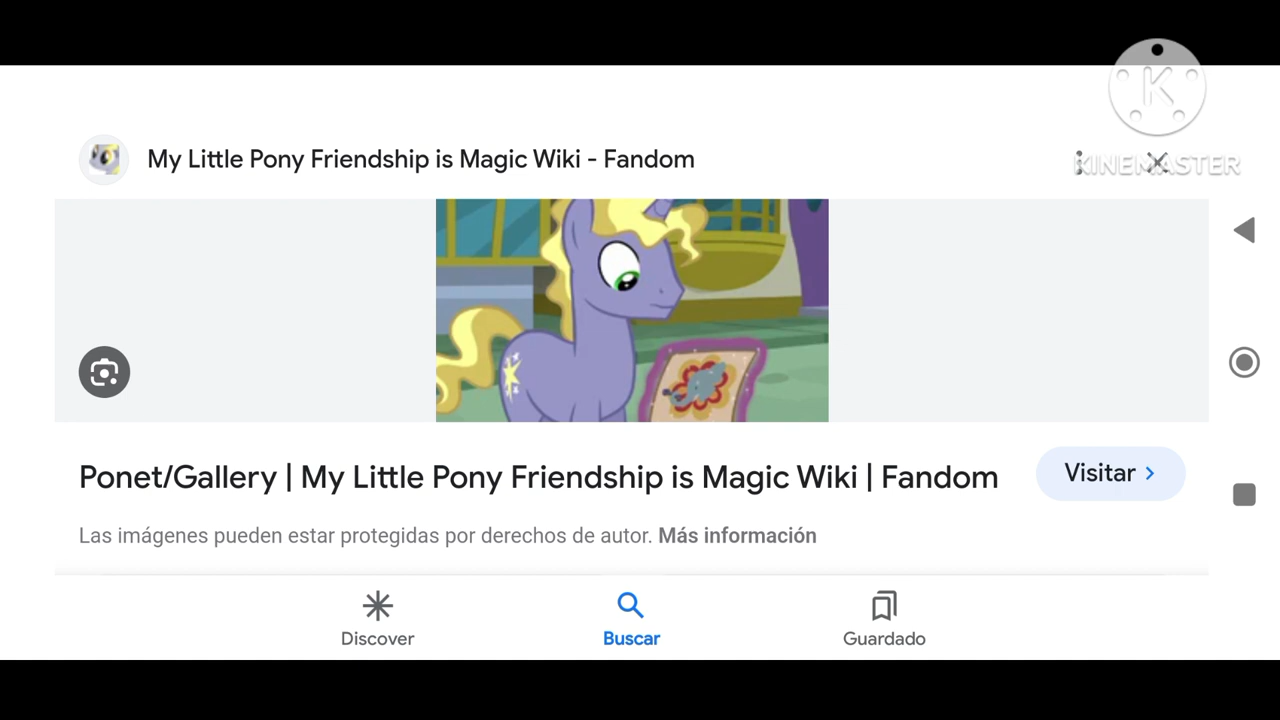 My Little Pony Friendship is Magic Wiki - Fandom
K
KINEMASTER
Ponet/Gallery | My Little Pony Friendship is Magic Wiki | Fandom
Visitar
Las imágenes pueden estar protegidas por derechos de autor. Más información
Discover
Buscar
Guardado